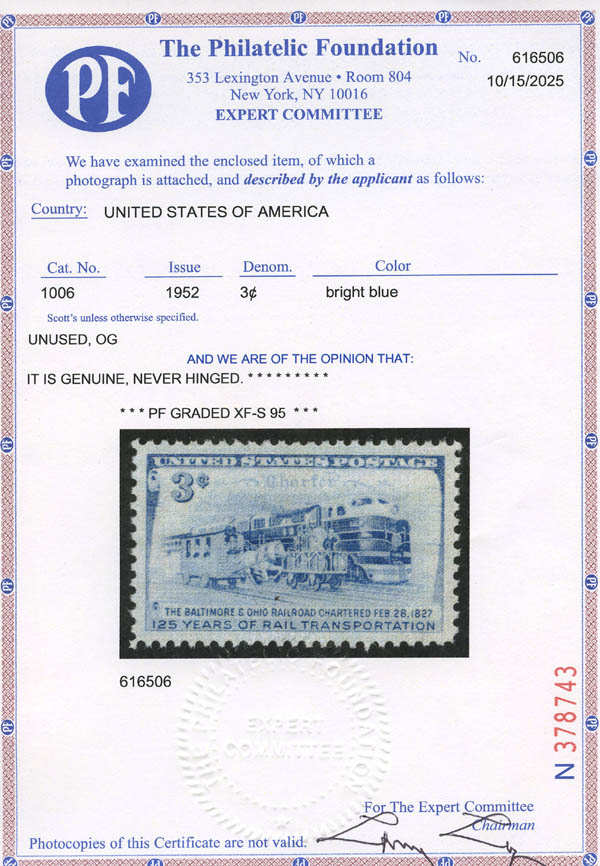 PF
The Philatelic Foundation
353 Lexington Avenue • Room 804
New York, NY 10016
EXPERT COMMITTEE
No. 616506
10/15/2025
We have examined the enclosed item, of which a
photograph is attached, and described by the applicant as follows:
Country: UNITED STATES OF AMERICA
Cat. No. Issue Denom. Color
1006 1952 3¢ bright blue
Scott's unless otherwise specified.
UNUSED, OG
AND WE ARE OF THE OPINION THAT:
IT IS GENUINE, NEVER HINGED. * * * * * * * * *
* * * PF GRADED XF-S 95 * * *
UNITED STATES POSTAGE
3¢
Charter
THE BALTIMORE & OHIO RAILROAD CHARTERED FEB. 28, 1827
125 YEARS OF RAIL TRANSPORTATION
616506
THE PHILATELIC FOUNDATION
EXPERT
COMMITTEE
N 378743
For The Expert Committee
Chairman
Photocopies of this Certificate are not valid.